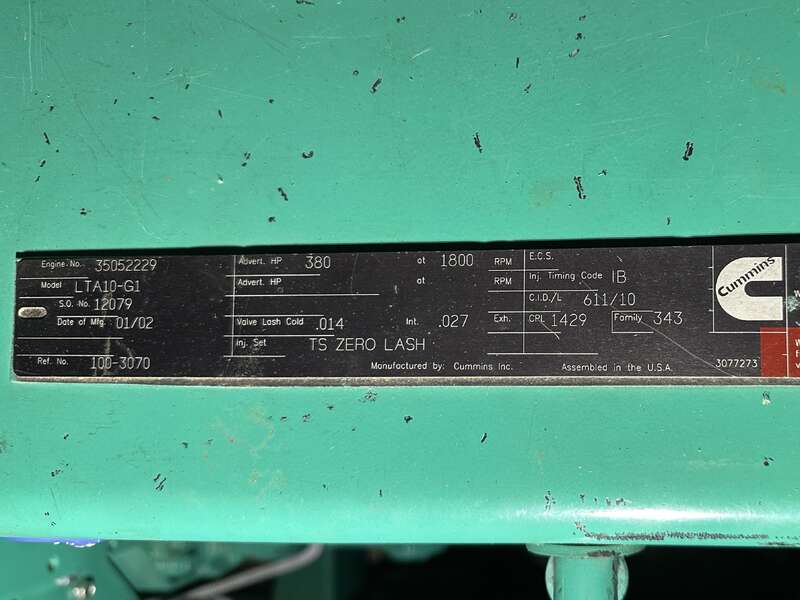 Engine No. 35052229 Advert. HP 380 at 1800 RPM E.C.S.
Model LTA10-G1 Advert. HP at RPM Inj. Timing Code IB
S.O. No. 12079 C.I.D./L 611/10
Date of Mfg. 01/02 Valve Lash Cold .014 Int. .027 Exh. CPL 1429 Family 343
Inj. Set TS ZERO LASH
Ref. No. 100-3070 Manufactured by: Cummins Inc. Assembled in the U.S.A. 3077273
Cummins